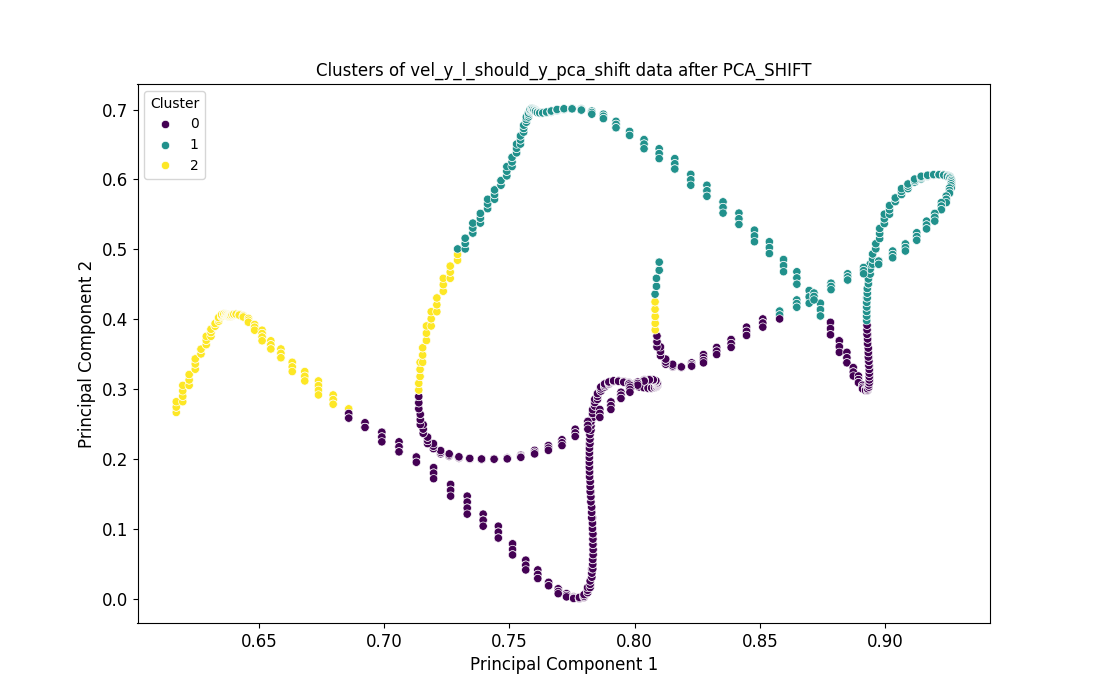 Clusters of vel_y_l_should_y_pca_shift data after PCA_SHIFT
Cluster
0
1
2
Principal Component 2
0.7
0.6
0.5
0.4
0.3
0.2
0.1
0.0
0.65 0.70 0.75 0.80 0.85 0.90
Principal Component 1